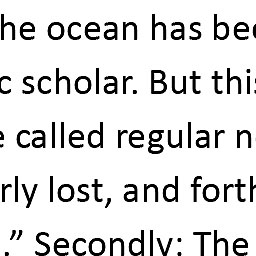 he ocean has bee
c scholar. But this
e called regular n
rly lost, and forth
.” Secondly: The